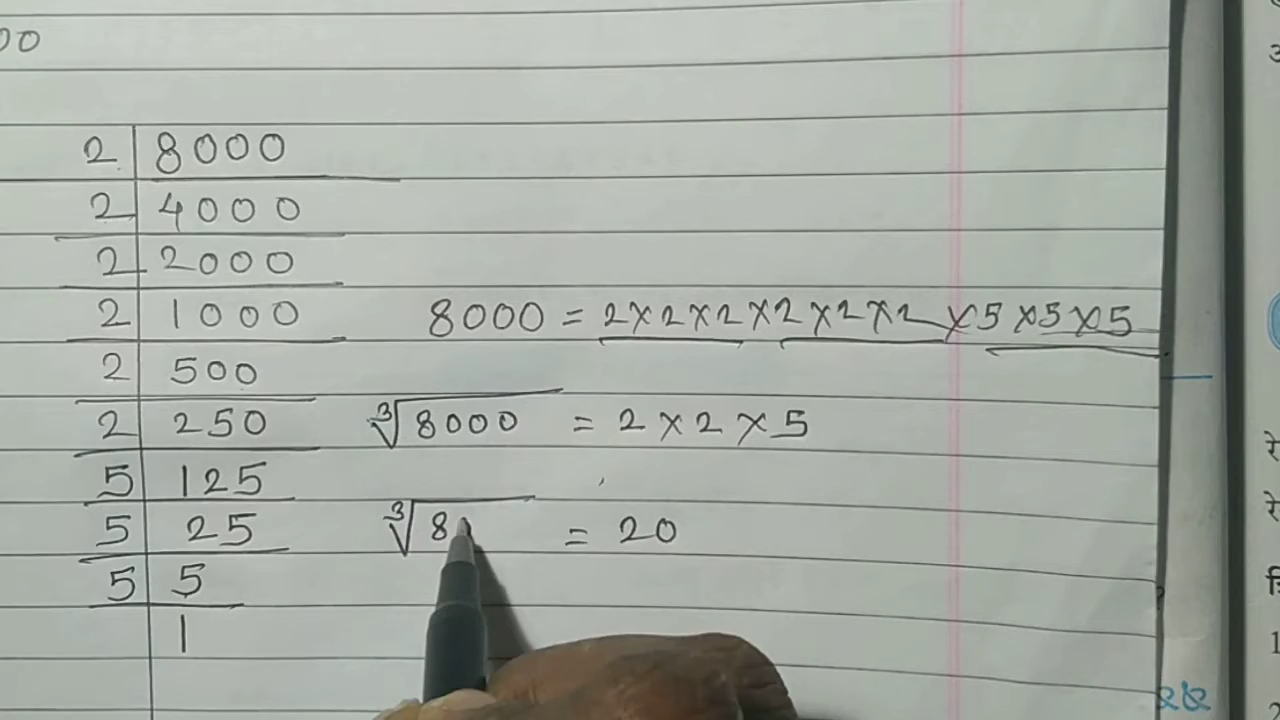 00
2 | 8000
2 | 4000
2 | 2000
2 | 1000
8000 = 2×2×2×2×2×2×5×5×5
2 | 500
2 | 250
∛8000 = 2×2×5
5 | 125
5 | 25
∛8 = 20
5 | 5
1